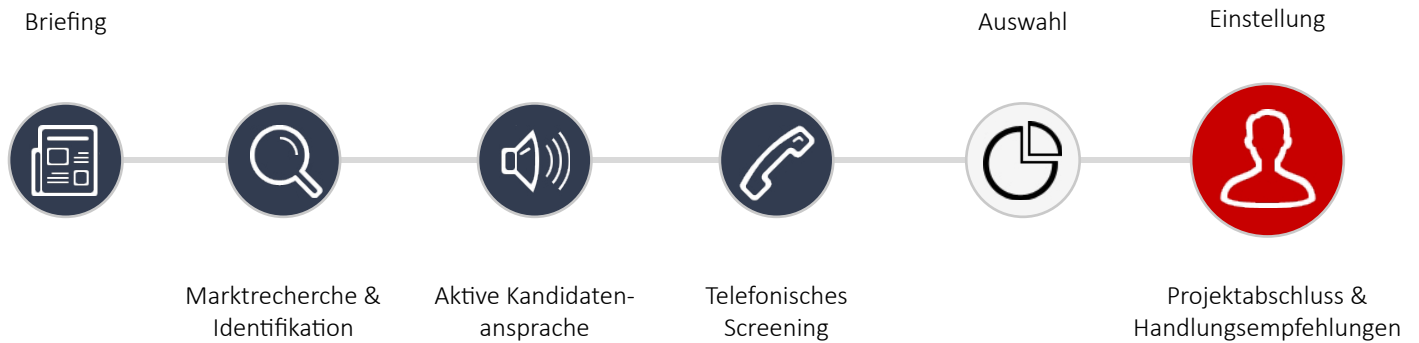 Briefing
Auswahl
Einstellung
Marktrecherche &
Identifikation
Aktive Kandidaten-
ansprache
Telefonisches
Screening
Projektabschluss &
Handlungsempfehlungen